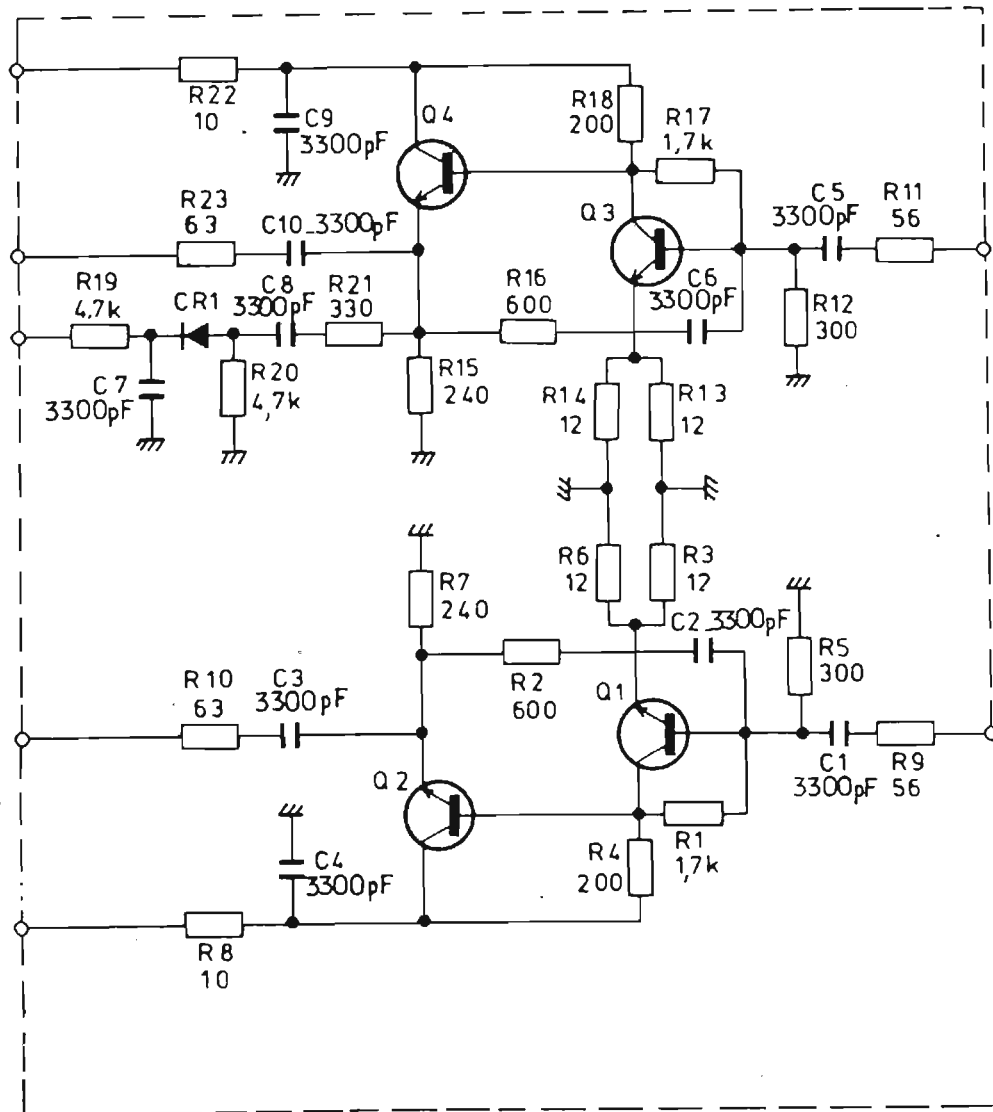 R22
10
C9
3300pF
Q4
R18
200
R17
1,7k
R23
63
C10 3300pF
Q3
C5
3300pF
R11
56
R19
4,7k
CR1
C8
3300pF
R21
330
R16
600
C6
3300pF
R12
300
C7
3300pF
R20
4,7k
R15
240
R14
12
R13
12
R6
12
R3
12
R7
240
C2 3300pF
R5
300
R10
63
C3
3300pF
R2
600
Q1
C1
3300pF
R9
56
Q2
C4
3300pF
R4
200
R1
1,7k
R8
10